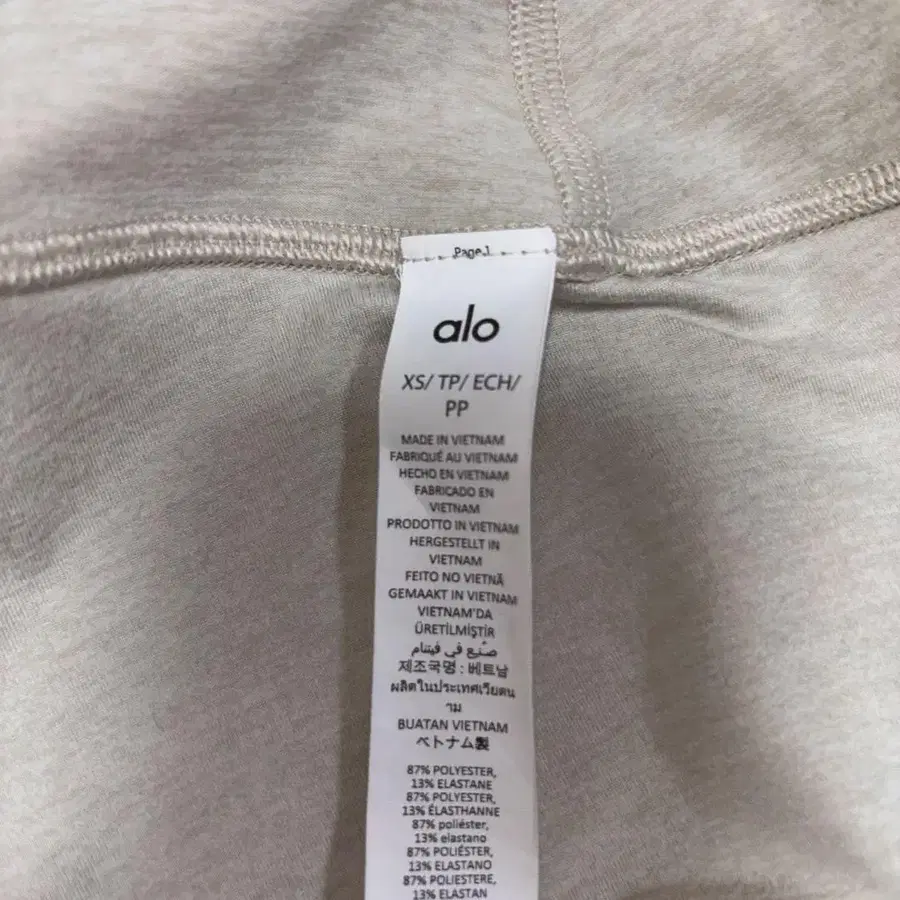 Page 1
alo
XS/ TP/ ECH/
PP
MADE IN VIETNAM
FABRIQUÉ AU VIETNAM
HECHO EN VIETNAM
FABRICADO EN
VIETNAM
PRODOTTO IN VIETNAM
HERGESTELLT IN
VIETNAM
FEITO NO VIETNÃ
GEMAAKT IN VIETNAM
VIETNAM'DA
ÜRETİLMİŞTİR
صنع في فيتنام
제조국명 : 베트남
ผลิตในประเทศเวียดน
าม
BUATAN VIETNAM
ベトナム製
87% POLYESTER,
13% ELASTANE
87% POLYESTER,
13% ÉLASTHANNE
87% poliéster,
13% elastano
87% POLIÉSTER,
13% ELASTANO
87% POLIESTERE,
13% ELASTAN